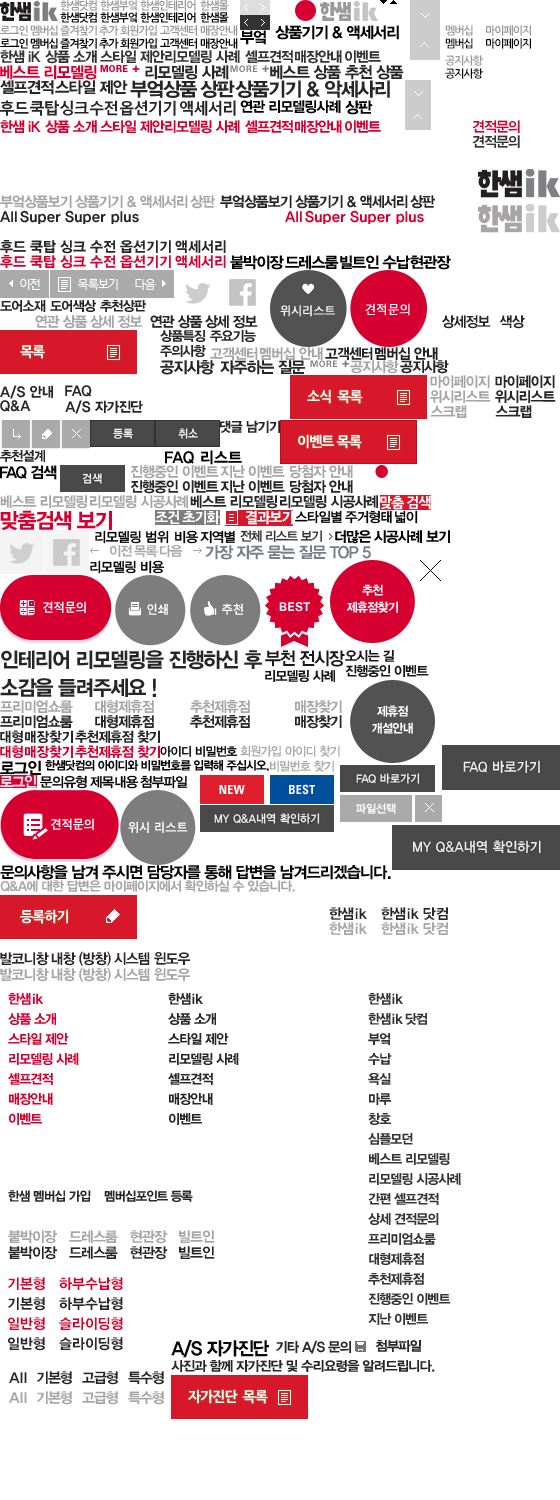 한샘ik 한샘닷컴 한샘부엌 한샘인테리어 한샘몰 한샘ik
한샘닷컴 한샘부엌 한샘인테리어 한샘몰
로그인 멤버십 즐겨찾기 추가 회원가입 고객센터 매장안내 부엌 상품기기 & 액세서리 멤버십 마이페이지
로그인 멤버십 즐겨찾기 추가 회원가입 고객센터 매장안내 멤버십 마이페이지
한샘 iK 상품 소개 스타일 제안 리모델링 사례 셀프견적 매장안내 이벤트 공지사항
베스트 리모델링 MORE + 리모델링 사례 MORE + 베스트 상품 추천 상품 공지사항
셀프견적 스타일 제안 부엌상품 상판 상품기기 & 악세사리
후드 쿡탑 싱크 수전 옵션기기 액세서리 연관 리모델링사례 상판
한샘 iK 상품 소개 스타일 제안 리모델링 사례 셀프견적 매장안내 이벤트 견적문의
견적문의
한샘ik
부엌상품보기 상품기기 & 액세서리 상판 부엌상품보기 상품기기 & 액세서리 상판
한샘ik
All Super Super plus All Super Super plus
후드 쿡탑 싱크 수전 옵션기기 액세서리
후드 쿡탑 싱크 수전 옵션기기 액세서리 붙박이장 드레스룸 빌트인 수납 현관장
이전 목록보기 다음
도어소재 도어색상 추천상판 위시리스트 견적문의
연관 상품 상세 정보 연관 상품 상세 정보 상세정보 색상
상품특징 주요기능
목록 주의사항 고객센터 멤버십 안내 고객센터 멤버십 안내
공지사항 자주하는 질문 MORE + 공지사항 공지사항
마이페이지 마이페이지
A/S 안내 FAQ 소식 목록 위시리스트 위시리스트
Q&A A/S 자가진단 스크랩 스크랩
등록 취소 댓글 남기기
이벤트 목록
추천설계 FAQ 리스트
FAQ 검색 검색 진행중인 이벤트 지난 이벤트 당첨자 안내
진행중인 이벤트 지난 이벤트 당첨자 안내
베스트 리모델링 리모델링 시공사례 베스트 리모델링 리모델링 시공사례 맞춤 검색
맞춤검색 보기 조건 초기화 결과보기 스타일별 주거형태 넓이
리모델링 범위 비용 지역별 전체 리스트 보기 더많은 시공사례 보기
이전 목록 다음 가장 자주 묻는 질문 TOP 5
리모델링 비용
견적문의 인쇄 추천 BEST 추천
제휴점찾기
인테리어 리모델링을 진행하신 후 부천 전시장 오시는 길
소감을 들려주세요 ! 리모델링 사례 진행중인 이벤트
프리미엄쇼룸 대형제휴점 추천제휴점 매장찾기 제휴점
프리미엄쇼룸 대형제휴점 추천제휴점 매장찾기 개설안내
대형매장찾기 추천제휴점 찾기
대형매장찾기 추천제휴점 찾기 아이디 비밀번호 회원가입 아이디 찾기
로그인 한샘닷컴의 아이디와 비밀번호를 입력해 주십시오. 비밀번호 찾기 FAQ 바로가기
로그인 문의유형 제목 내용 첨부파일 FAQ 바로가기
NEW BEST
파일선택
견적문의 위시 리스트 MY Q&A내역 확인하기
MY Q&A내역 확인하기
문의사항을 남겨 주시면 담당자를 통해 답변을 남겨드리겠습니다.
Q&A에 대한 답변은 마이페이지에서 확인하실 수 있습니다.
등록하기 한샘ik 한샘ik 닷컴
한샘ik 한샘ik 닷컴
발코니창 내창 (방창) 시스템 윈도우
발코니창 내창 (방창) 시스템 윈도우
한샘ik 한샘ik 한샘ik
상품 소개 상품 소개 한샘ik 닷컴
스타일 제안 스타일 제안 부엌
리모델링 사례 리모델링 사례 수납
셀프견적 셀프견적 욕실
매장안내 매장안내 마루
이벤트 이벤트 창호
심플모던
베스트 리모델링
리모델링 시공사례
한샘 멤버십 가입 멤버십포인트 등록 간편 셀프견적
상세 견적문의
붙박이장 드레스룸 현관장 빌트인 프리미엄쇼룸
붙박이장 드레스룸 현관장 빌트인 대형제휴점
기본형 하부수납형 추천제휴점
기본형 하부수납형 진행중인 이벤트
일반형 슬라이딩형 지난 이벤트
일반형 슬라이딩형 A/S 자가진단 기타 A/S 문의 첨부파일
사진과 함께 자가진단 및 수리요령을 알려드립니다.
All 기본형 고급형 특수형
All 기본형 고급형 특수형 자가진단 목록